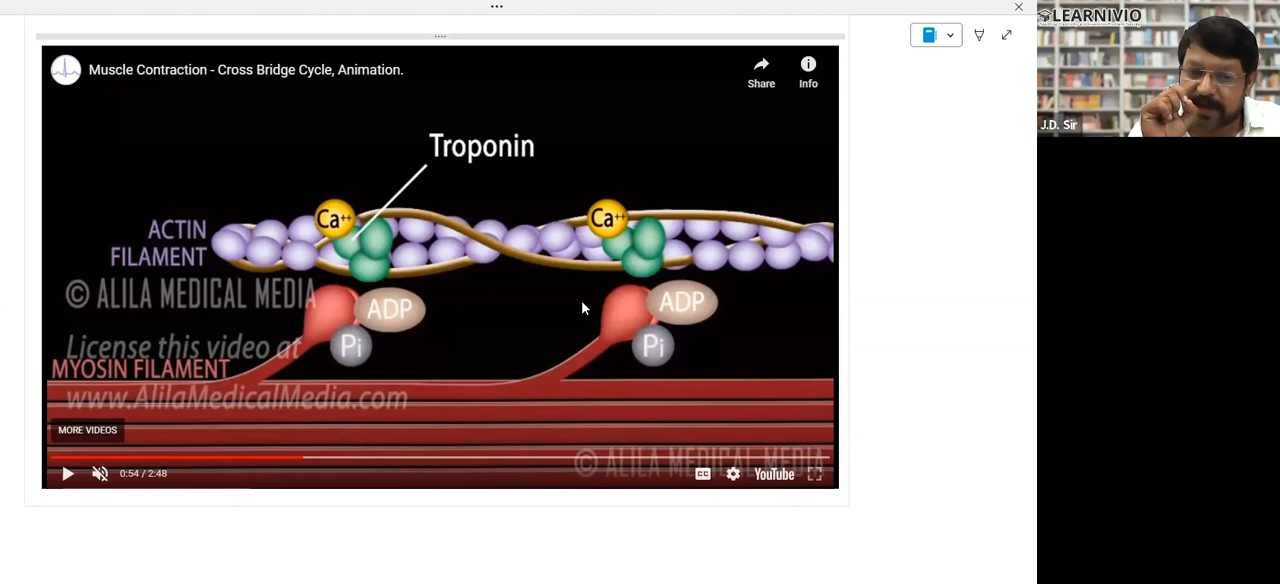 LEARNIVIO
J.D. Sir
Muscle Contraction - Cross Bridge Cycle, Animation.
Share
Info
Troponin
Ca++
Ca++
ACTIN
FILAMENT
© ALILA MEDICAL MEDIA
ADP
ADP
Pi
Pi
License this video at
MYOSIN FILAMENT
www.AlilaMedicalMedia.com
MORE VIDEOS
© ALILA MEDICAL MEDIA
0:54 / 2:48
CC
YouTube